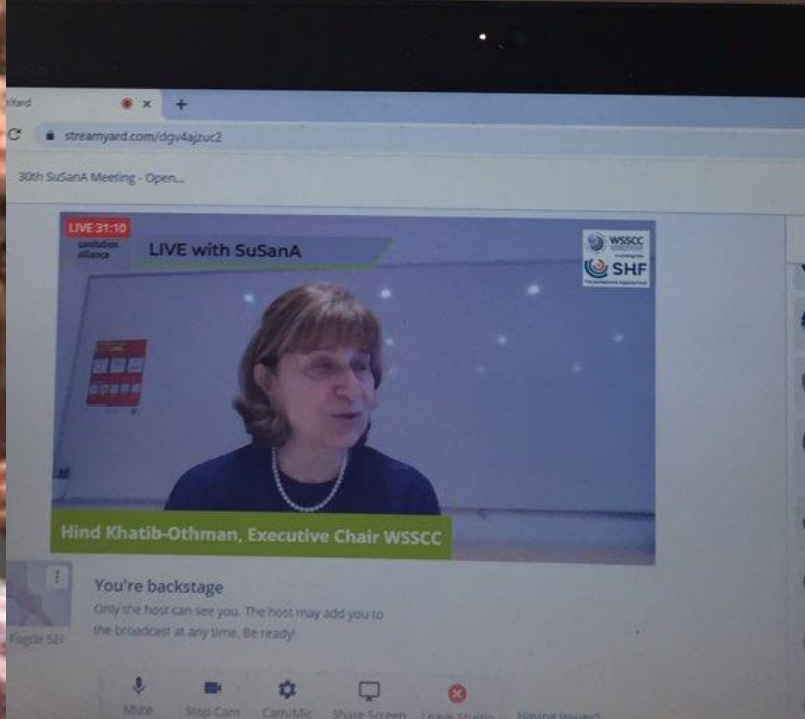 streamyard.com/dgv4ajzuc2
30th SuSanA Meeting - Open...
LIVE 31:10
sanitation
alliance
LIVE with SuSanA
WSSCC
SHF
Hind Khatib-Othman, Executive Chair WSSCC
You're backstage
Only the host can see you. The host may add you to
the broadcast at any time. Be ready!
Fogde SEI
Mute Stop Cam Cam/Mic Share Screen Leave Studio Having issues?